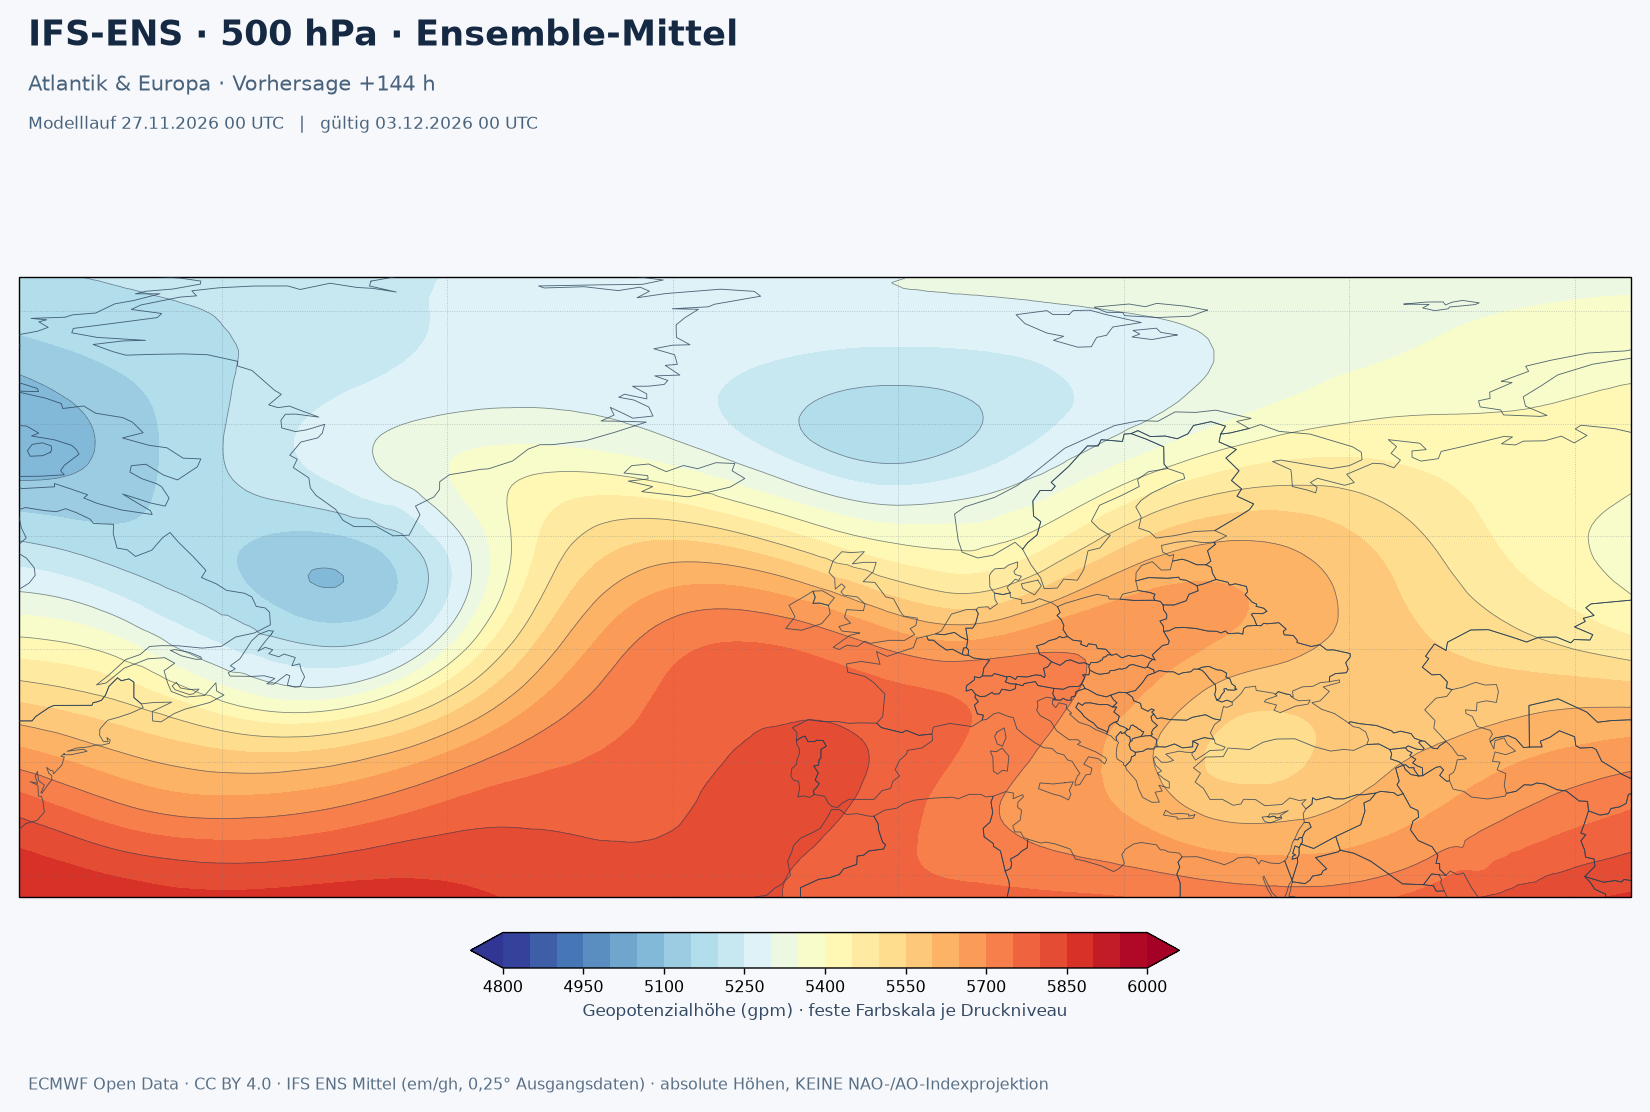 IFS-ENS · 500 hPa · Ensemble-Mittel
Atlantik & Europa · Vorhersage +144 h
Modelllauf 27.11.2026 00 UTC | gültig 03.12.2026 00 UTC
4800 4950 5100 5250 5400 5550 5700 5850 6000
Geopotenzialhöhe (gpm) · feste Farbskala je Druckniveau
ECMWF Open Data · CC BY 4.0 · IFS ENS Mittel (em/gh, 0,25° Ausgangsdaten) · absolute Höhen, KEINE NAO-/AO-Indexprojektion